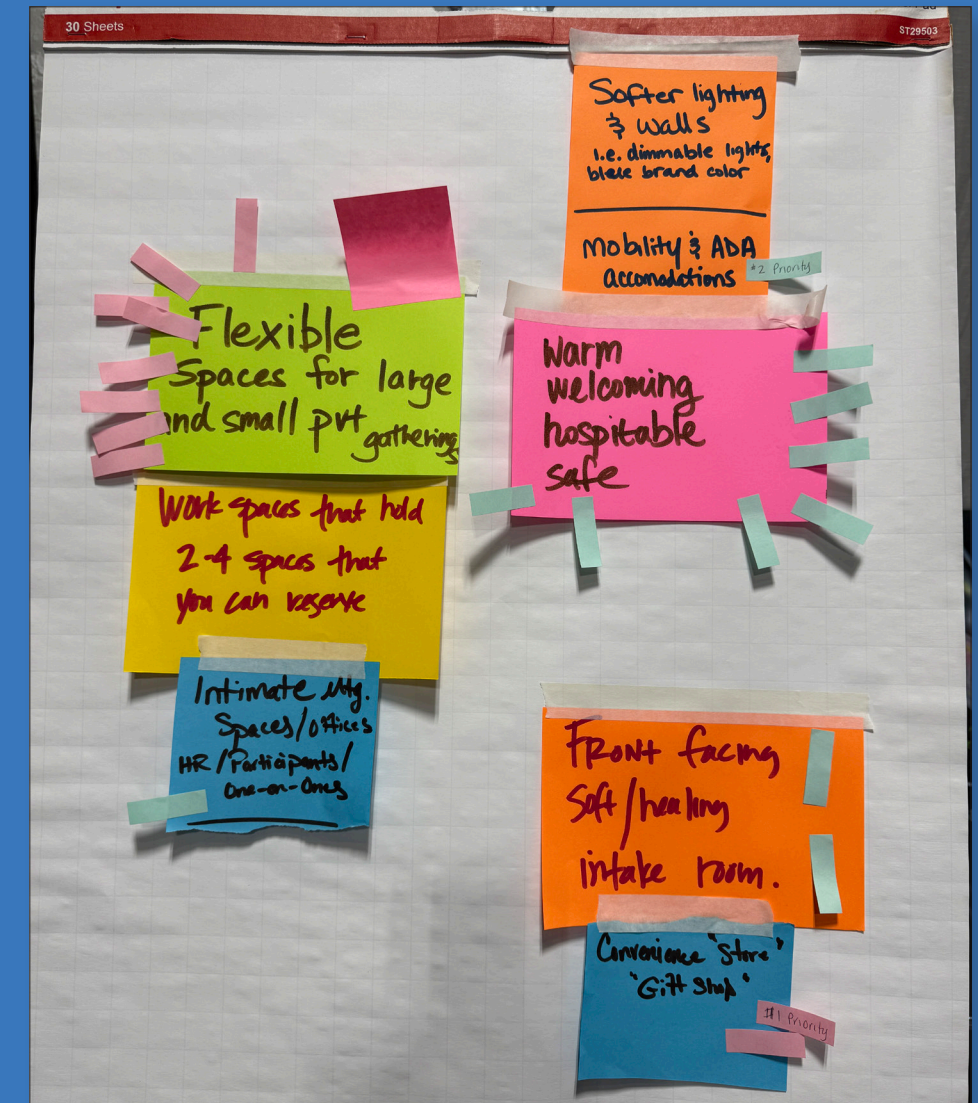 30 Sheets
ST29503
Softer lighting
& walls
i.e. dimmable lights,
brand color
Mobility & ADA
accomodations
#2 Priority
Flexible
Spaces for large
and small pvt gatherings
Warm
welcoming
hospitable
safe
Work spaces that hold
2-4 spaces that
you can reserve
Intimate Mtg.
Spaces/Offices
HR/Participants/
One-on-Ones
FRONT facing
Soft/healing
intake room.
Convenience "Store"
"Gift Shop"
#1 Priority